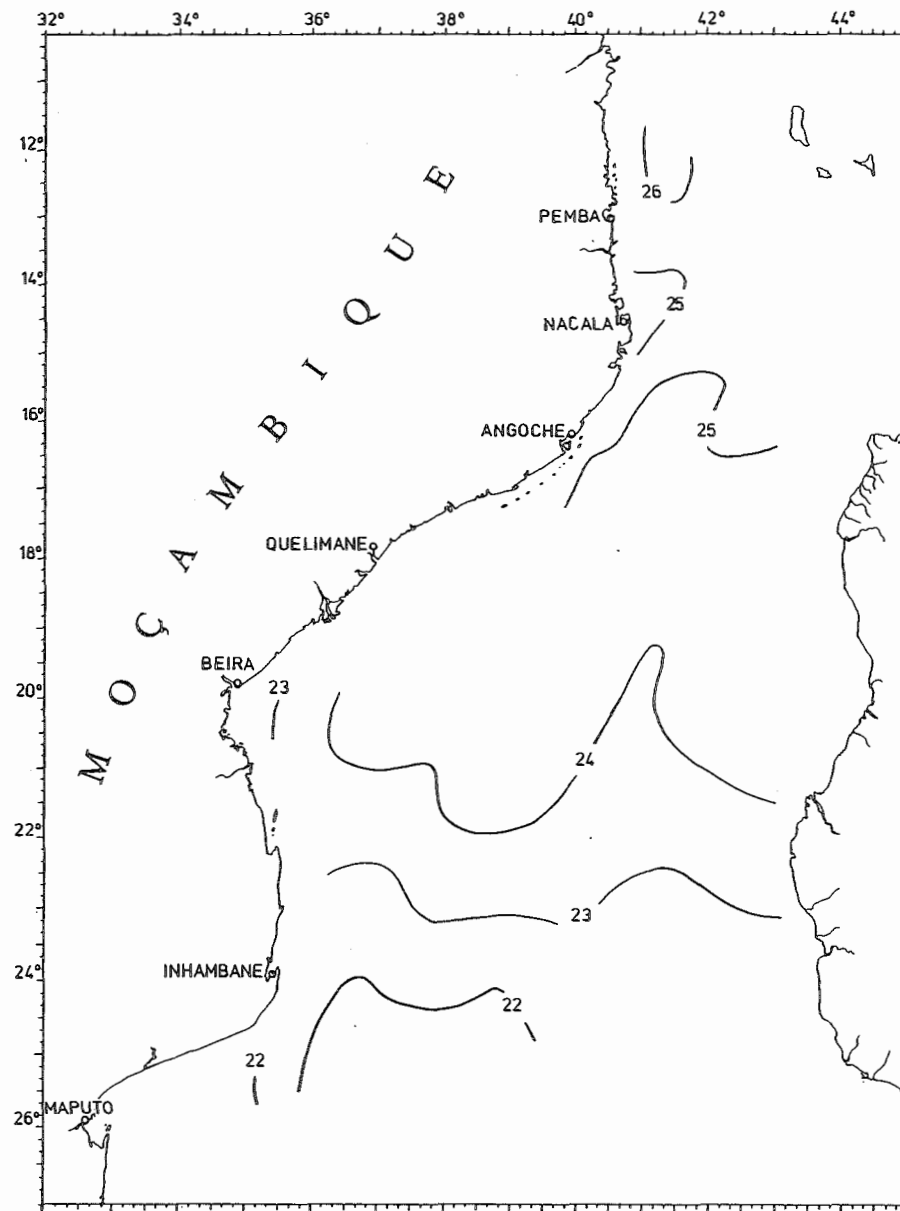 32° 34° 36° 38° 40° 42° 44°
12°
26
PEMBA
14°
25
NACALA
16°
ANGOCHE
25
QUELIMANE
18°
BEIRA
20°
23
24
22°
23
INHAMBANE
24°
22
22
MAPUTO
26°
MOÇAMBIQUE